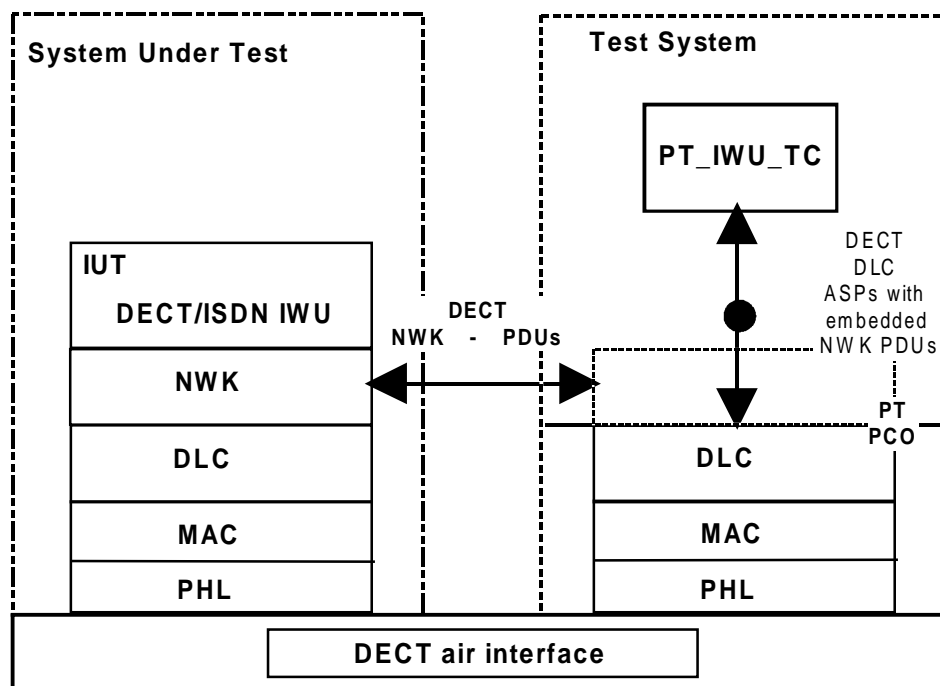 System Under Test
IUT
DECT/ISDN IWU
NWK
DLC
MAC
PHL
DECT
NWK - PDUs
Test System
PT_IWU_TC
DECT
DLC
ASPs with
embedded
NWK PDUs
PT
PCO
DLC
MAC
PHL
DECT air interface